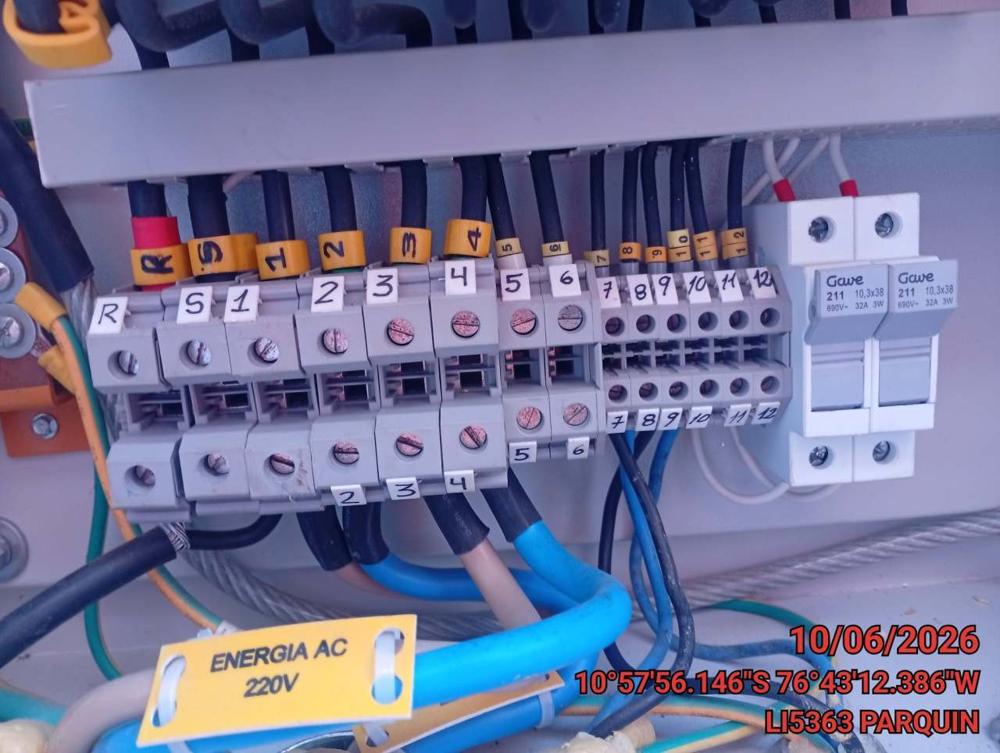 R S 1 2 3 4 5 6 7 8 9 10 11 12
R S 1 2 3 4 5 6 7 8 9 10 11 12
Gave Gave
211 10,3x38 211 10,3x38
690V~ 32A 3W 690V~ 32A 3W
2 3 4 5 6 7 8 9 10 11 12
ENERGIA AC
220V
10/06/2026
10°57'56.146"S 76°43'12.386"W
LI5363 PARQUIN